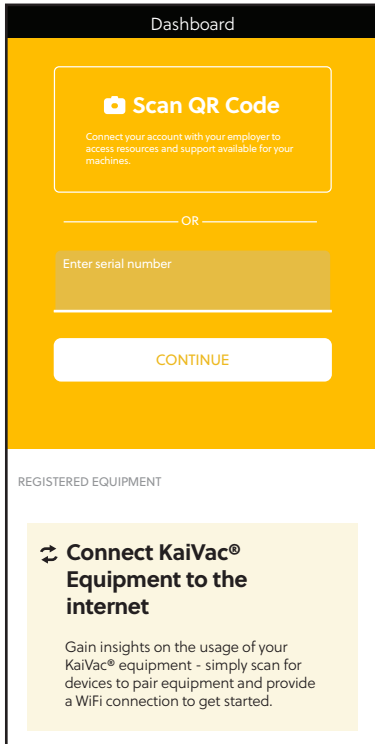 Dashboard
Scan QR Code
Connect your account with your employer to
access resources and support available for your
machines.
OR
Enter serial number
CONTINUE
REGISTERED EQUIPMENT
Connect KaiVac®
Equipment to the
internet
Gain insights on the usage of your
KaiVac® equipment - simply scan for
devices to pair equipment and provide
a WiFi connection to get started.